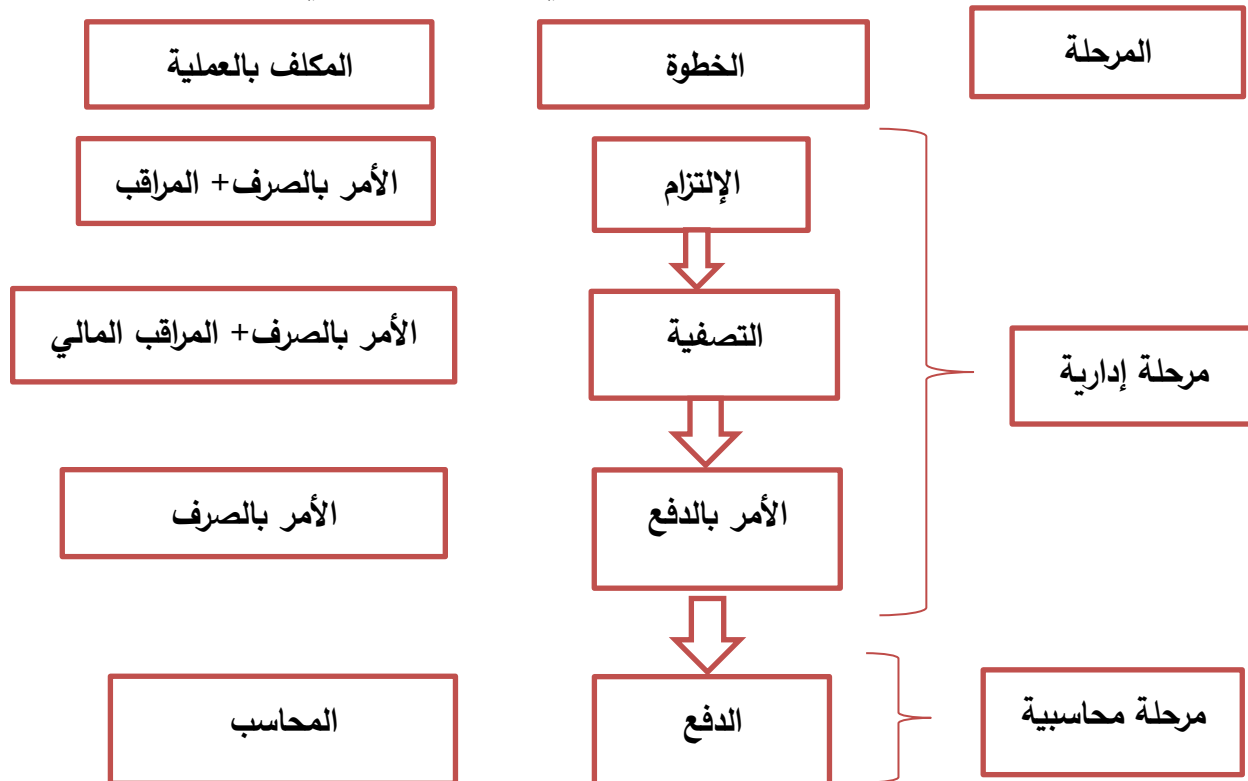 المرحلة
الخطوة
المكلف بالعملية
الإلتزام
الأمر بالصرف+ المراقب
التصفية
الأمر بالصرف+ المراقب المالي
مرحلة إدارية
الأمر بالدفع
الأمر بالصرف
مرحلة محاسبية
الدفع
المحاسب